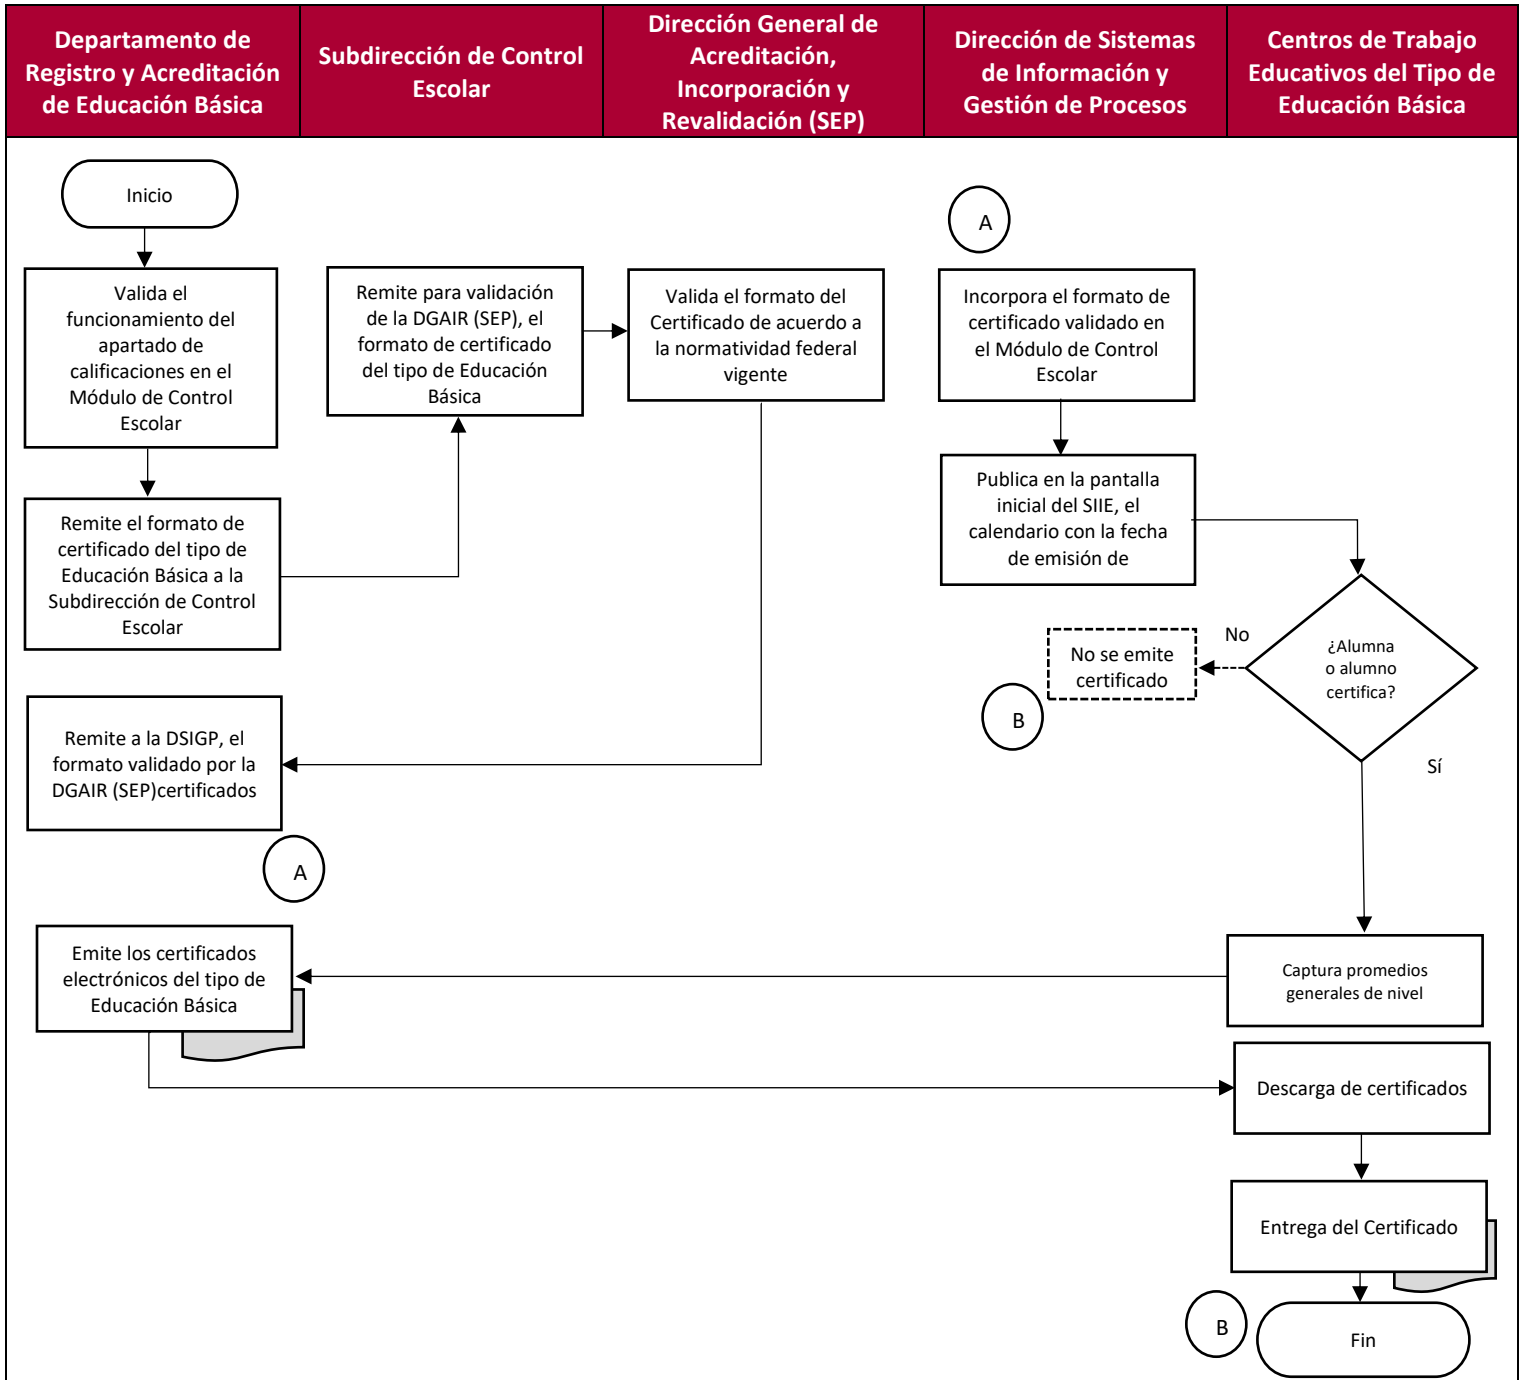 Departamento de
Registro y Acreditación
de Educación Básica
Subdirección de Control
Escolar
Dirección General de
Acreditación,
Incorporación y
Revalidación (SEP)
Dirección de Sistemas
de Información y
Gestión de Procesos
Centros de Trabajo
Educativos del Tipo de
Educación Básica
Inicio
Valida el
funcionamiento del
apartado de
calificaciones en el
Módulo de Control
Escolar
Remite el formato de
certificado del tipo de
Educación Básica a la
Subdirección de Control
Escolar
Remite para validación
de la DGAIR (SEP), el
formato de certificado
del tipo de Educación
Básica
Valida el formato del
Certificado de acuerdo a
la normatividad federal
vigente
Remite a la DSIGP, el
formato validado por la
DGAIR (SEP)certificados
A
A
Incorpora el formato de
certificado validado en
el Módulo de Control
Escolar
Publica en la pantalla
inicial del SIIE, el
calendario con la fecha
de emisión de
¿Alumna
o alumno
certifica?
No
No se emite
certificado
B
Sí
Captura promedios
generales de nivel
Emite los certificados
electrónicos del tipo de
Educación Básica
Descarga de certificados
Entrega del Certificado
B
Fin